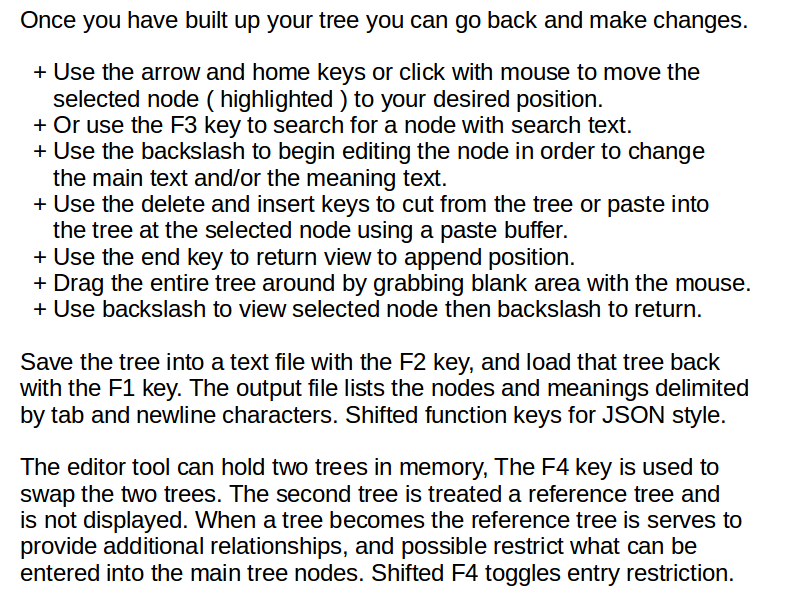 Once you have built up your tree you can go back and make changes.
+ Use the arrow and home keys or click with mouse to move the
selected node ( highlighted ) to your desired position.
+ Or use the F3 key to search for a node with search text.
+ Use the backslash to begin editing the node in order to change
the main text and/or the meaning text.
+ Use the delete and insert keys to cut from the tree or paste into
the tree at the selected node using a paste buffer.
+ Use the end key to return view to append position.
+ Drag the entire tree around by grabbing blank area with the mouse.
+ Use backslash to view selected node then backslash to return.
Save the tree into a text file with the F2 key, and load that tree back
with the F1 key. The output file lists the nodes and meanings delimited
by tab and newline characters. Shifted function keys for JSON style.
The editor tool can hold two trees in memory, The F4 key is used to
swap the two trees. The second tree is treated a reference tree and
is not displayed. When a tree becomes the reference tree is serves to
provide additional relationships, and possible restrict what can be
entered into the main tree nodes. Shifted F4 toggles entry restriction.